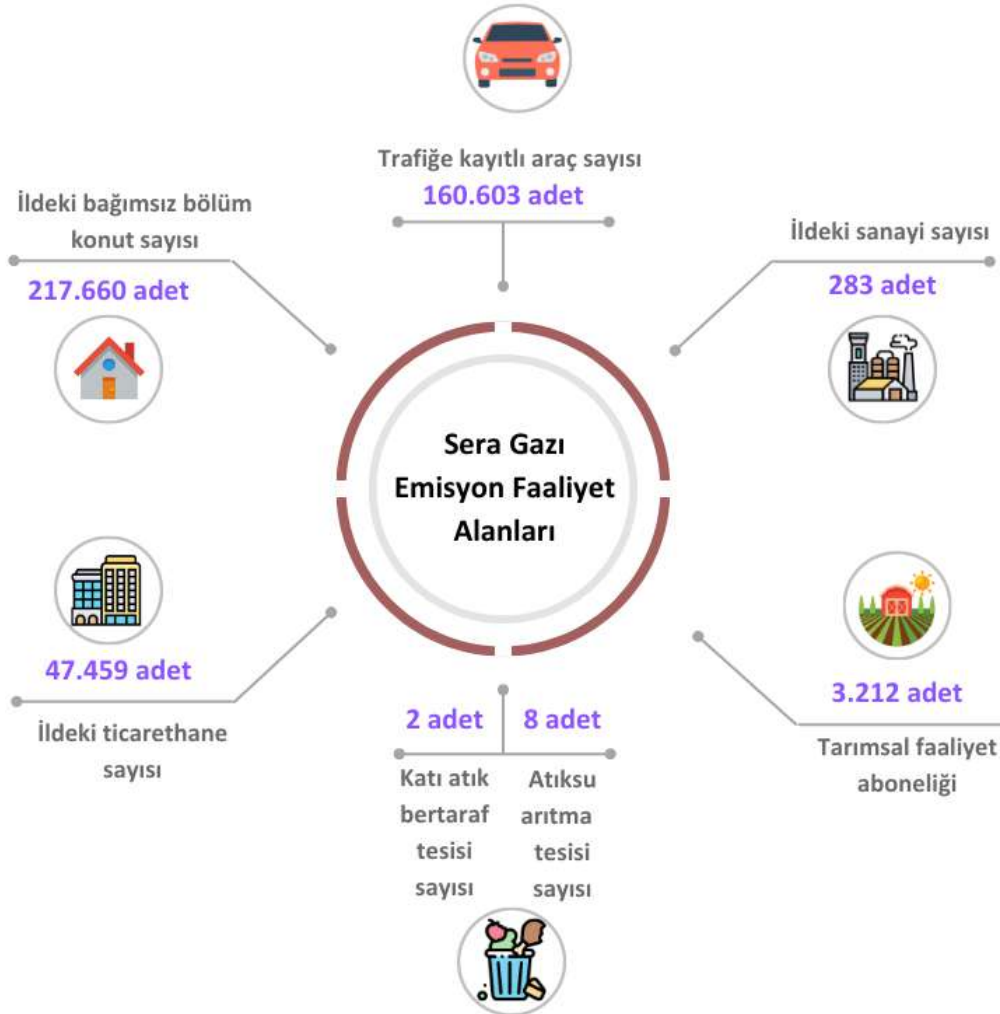 Trafiğe kayıtlı araç sayısı
160.603 adet
İldeki bağımsız bölüm
konut sayısı
217.660 adet
İldeki sanayi sayısı
283 adet
Sera Gazı
Emisyon Faaliyet
Alanları
47.459 adet
İldeki ticarethane
sayısı
3.212 adet
Tarımsal faaliyet
aboneliği
2 adet
Katı atık
bertaraf
tesisi
sayısı
8 adet
Atıksu
arıtma
tesisi
sayısı